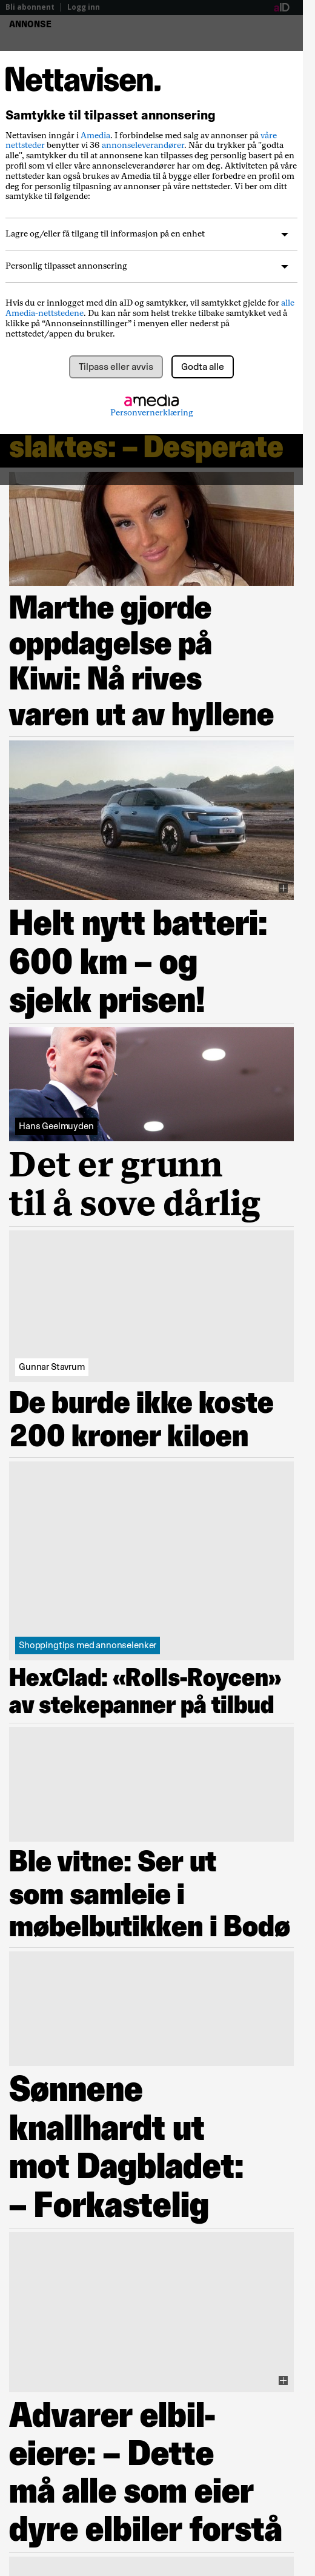 Bli abonnent | Logg inn
aID
ANNONSE
Nettavisen.
Samtykke til tilpasset annonsering
Nettavisen inngår i Amedia. I forbindelse med salg av annonser på våre
nettsteder benytter vi 36 annonseleverandører. Når du trykker på "godta
alle", samtykker du til at annonsene kan tilpasses deg personlig basert på en
profil som vi eller våre annonseleverandører har om deg. Aktiviteten på våre
nettsteder kan også brukes av Amedia til å bygge eller forbedre en profil om
deg for personlig tilpasning av annonser på våre nettsteder. Vi ber om ditt
samtykke til følgende:
Lagre og/eller få tilgang til informasjon på en enhet
Personlig tilpasset annonsering
Hvis du er innlogget med din aID og samtykker, vil samtykket gjelde for alle
Amedia-nettstedene. Du kan når som helst trekke tilbake samtykket ved å
klikke på “Annonseinnstillinger” i menyen eller nederst på
nettstedet/appen du bruker.
Tilpass eller avvis
Godta alle
amedia
Personvernerklæring
slaktes: – Desperate
Marthe gjorde
oppdagelse på
Kiwi: Nå rives
varen ut av hyllene
Helt nytt batteri:
600 km – og
sjekk prisen!
Hans Geelmuyden
Det er grunn
til å sove dårlig
Gunnar Stavrum
De burde ikke koste
200 kroner kiloen
Shoppingtips med annonselenker
HexClad: «Rolls-Roycen»
av stekepanner på tilbud
Ble vitne: Ser ut
som samleie i
møbelbutikken i Bodø
Sønnene
knallhardt ut
mot Dagbladet:
– Forkastelig
Advarer elbil-
eiere: – Dette
må alle som eier
dyre elbiler forstå